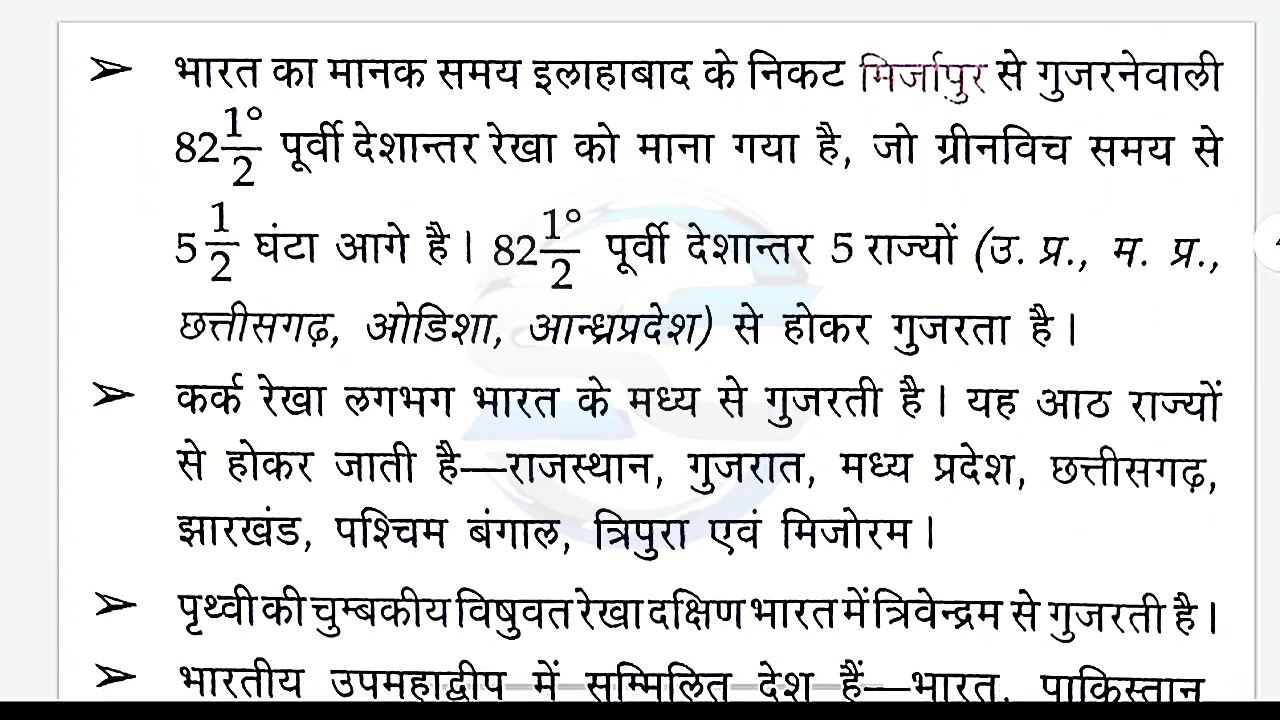 ➢ भारत का मानक समय इलाहाबाद के निकट मिर्जापुर से गुजरनेवाली
82 1°/2 पूर्वी देशान्तर रेखा को माना गया है, जो ग्रीनविच समय से
5 1/2 घंटा आगे है। 82 1°/2 पूर्वी देशान्तर 5 राज्यों (उ. प्र., म. प्र.,
छत्तीसगढ़, ओडिशा, आन्ध्रप्रदेश) से होकर गुजरता है।
➢ कर्क रेखा लगभग भारत के मध्य से गुजरती है। यह आठ राज्यों
से होकर जाती है—राजस्थान, गुजरात, मध्य प्रदेश, छत्तीसगढ़,
झारखंड, पश्चिम बंगाल, त्रिपुरा एवं मिजोरम।
➢ पृथ्वी की चुम्बकीय विषुवत रेखा दक्षिण भारत में त्रिवेन्द्रम से गुजरती है।
➢ भारतीय उपमहाद्वीप में सम्मिलित देश हैं—भारत, पाकिस्तान,